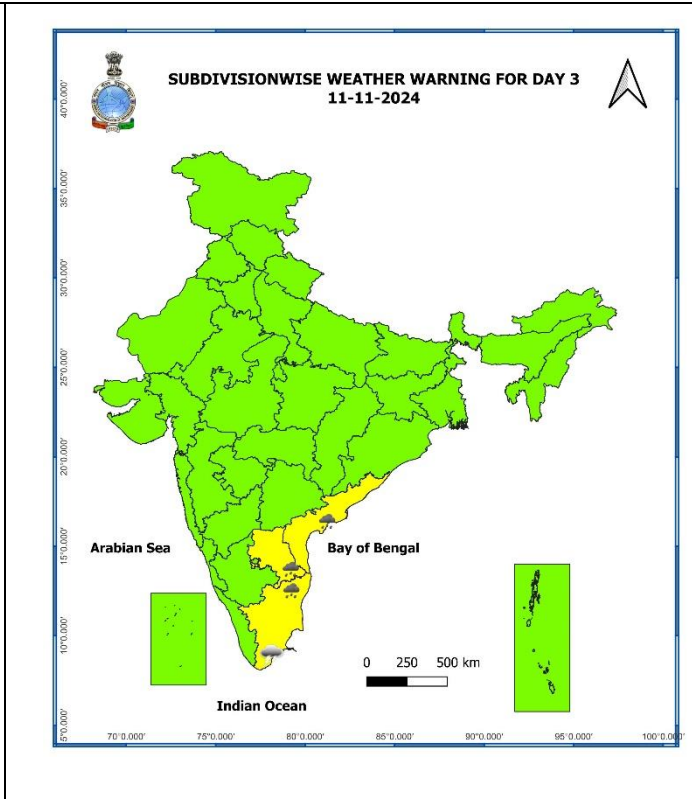 SUBDIVISIONWISE WEATHER WARNING FOR DAY 3
11-11-2024
40°0.000'
35°0.000'
30°0.000'
25°0.000'
20°0.000'
15°0.000'
10°0.000'
5°0.000'
Arabian Sea
Bay of Bengal
0 250 500 km
Indian Ocean
70°0.000' 75°0.000' 80°0.000' 85°0.000' 90°0.000' 95°0.000' 100°0.000'